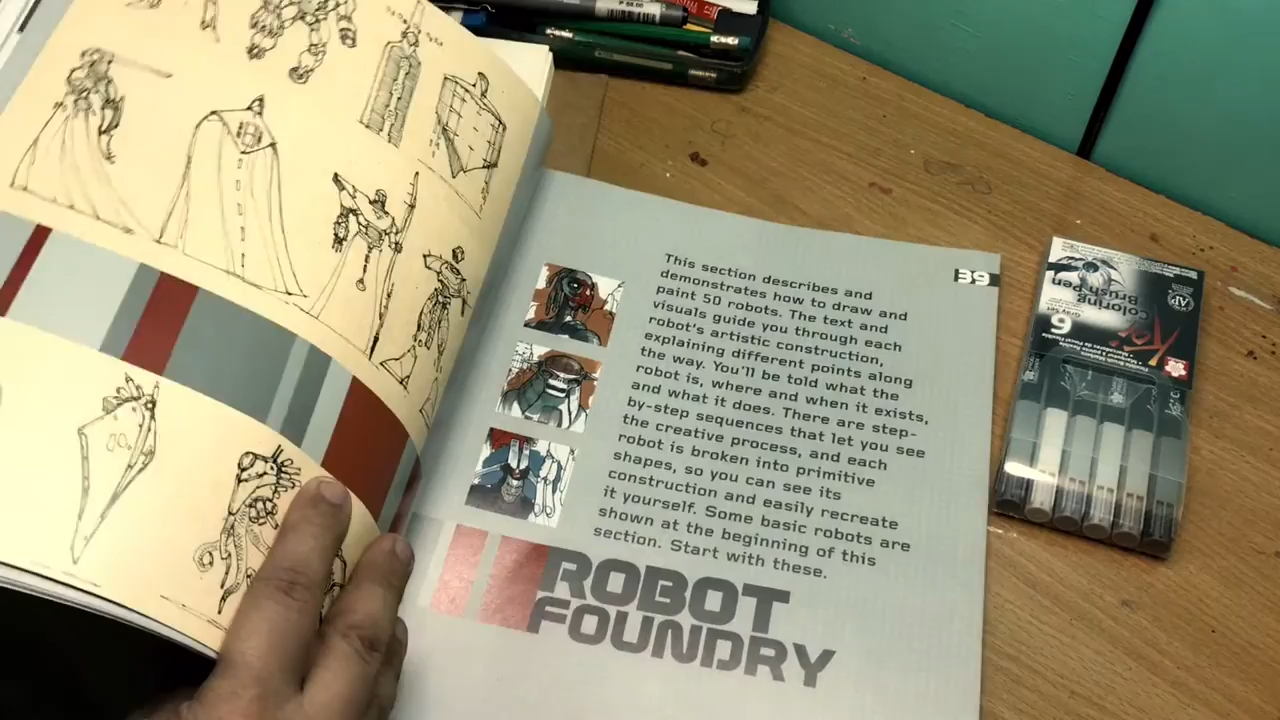 P 68.00
39
This section describes and
demonstrates how to draw and
paint 50 robots. The text and
visuals guide you through each
robot's artistic construction,
explaining different points along
the way. You'll be told what the
robot is, where and when it exists,
and what it does. There are step-
by-step sequences that let you see
the creative process, and each
robot is broken into primitive
shapes, so you can see its
construction and easily recreate
it yourself. Some basic robots are
shown at the beginning of this
section. Start with these.
ROBOT
FOUNDRY
Koi
Coloring
Brush Pen
6
Gray Set
AP